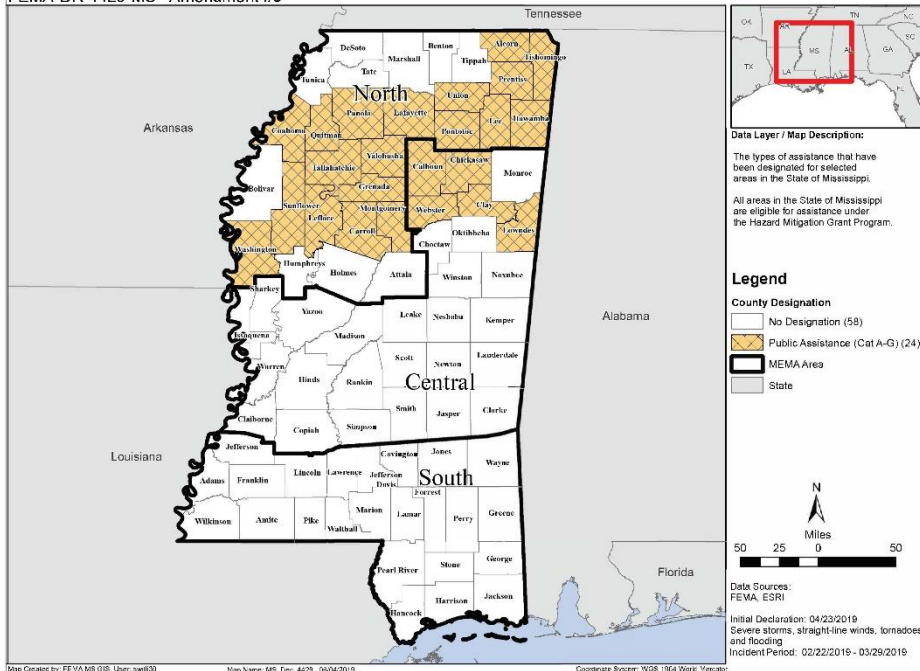 Tennessee
DeSoto
Marshall
Benton
Tippah
Alcorn
Tishomingo
Tunica
Tate
Prentiss
North
Panola
Lafayette
Union
Pontotoc
Lee
Itawamba
Arkansas
Coahoma
Quitman
Tallahatchie
Yalobusha
Calhoun
Chickasaw
Monroe
Bolivar
Grenada
Sunflower
Leflore
Montgomery
Webster
Clay
Carroll
Lowndes
Washington
Oktibbeha
Choctaw
Humphreys
Holmes
Attala
Winston
Noxubee
Sharkey
Yazoo
Issaquena
Madison
Leake
Neshoba
Kemper
Alabama
Warren
Scott
Newton
Lauderdale
Hinds
Rankin
Central
Smith
Jasper
Clarke
Claiborne
Copiah
Simpson
Louisiana
Jefferson
Covington
Jones
Wayne
Adams
Franklin
Lincoln
Lawrence
Jefferson
Davis
South
Forrest
Wilkinson
Amite
Pike
Walthall
Marion
Lamar
Perry
Greene
Pearl River
Stone
George
Hancock
Harrison
Jackson
Florida
OK
AR
TN
NC
SC
TX
MS
AL
GA
LA
FL
Data Layer / Map Description:
The types of assistance that have
been designated for selected
areas in the State of Mississippi.
All areas in the State of Mississippi
are eligible for assistance under
the Hazard Mitigation Grant Program.
Legend
County Designation
No Designation (58)
Public Assistance (Cat A-G) (24)
MEMA Area
State
N
Miles
50 25 0 50
Data Sources:
FEMA, ESRI
Initial Declaration: 04/23/2019
Severe storms, straight-line winds, tornadoes
and flooding
Incident Period: 02/22/2019 - 03/29/2019